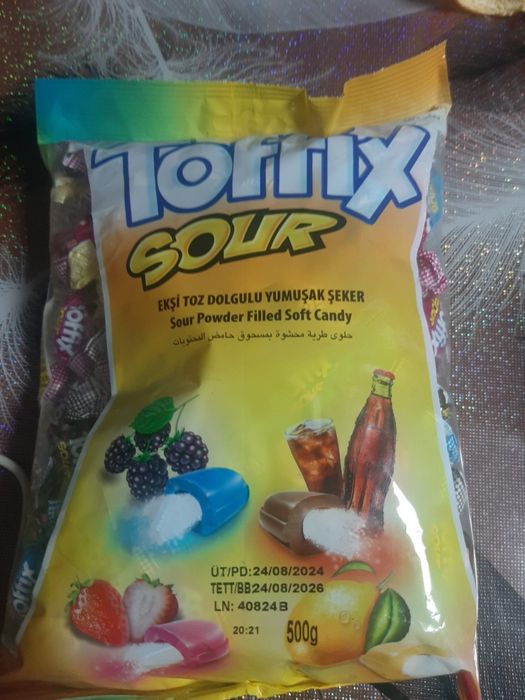 Toffix
SOUR
EKŞİ TOZ DOLGULU YUMUŞAK ŞEKER
Sour Powder Filled Soft Candy
حلوى طرية محشوة بمسحوق حامض المحتويات
ÜT/PD:24/08/2024
TETT/BB24/08/2026
LN: 40824B
20:21
500g